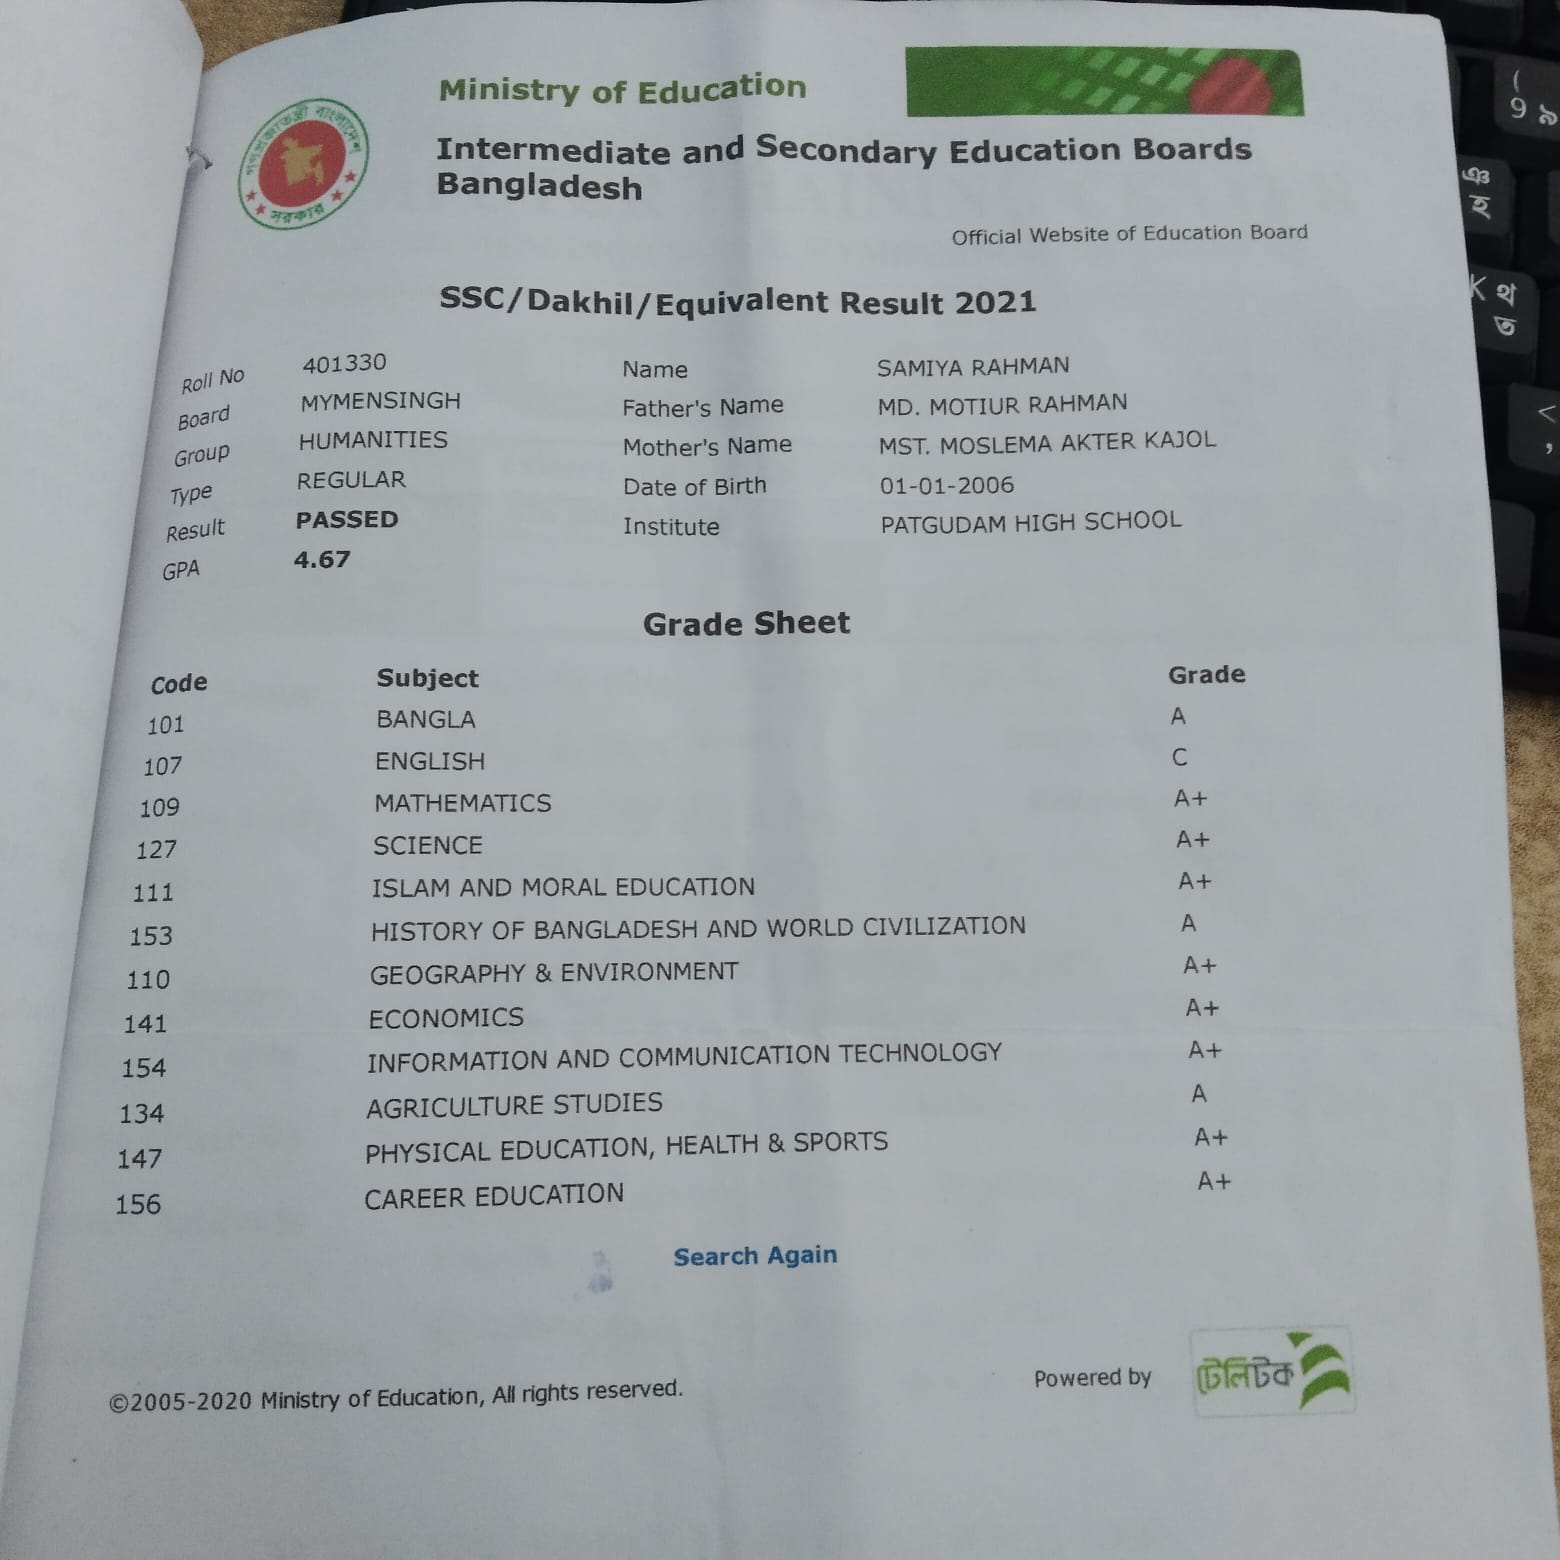 গণপ্রজাতন্ত্রী বাংলাদেশ
সরকার
Ministry of Education
Intermediate and Secondary Education Boards
Bangladesh
Official Website of Education Board
SSC/Dakhil/Equivalent Result 2021
Roll No 401330 Name SAMIYA RAHMAN
Board MYMENSINGH Father's Name MD. MOTIUR RAHMAN
Group HUMANITIES Mother's Name MST. MOSLEMA AKTER KAJOL
Type REGULAR Date of Birth 01-01-2006
Result PASSED Institute PATGUDAM HIGH SCHOOL
GPA 4.67
Grade Sheet
Code Subject Grade
101 BANGLA A
107 ENGLISH C
109 MATHEMATICS A+
127 SCIENCE A+
111 ISLAM AND MORAL EDUCATION A+
153 HISTORY OF BANGLADESH AND WORLD CIVILIZATION A
110 GEOGRAPHY & ENVIRONMENT A+
141 ECONOMICS A+
154 INFORMATION AND COMMUNICATION TECHNOLOGY A+
134 AGRICULTURE STUDIES A
147 PHYSICAL EDUCATION, HEALTH & SPORTS A+
156 CAREER EDUCATION A+
Search Again
©2005-2020 Ministry of Education, All rights reserved.
Powered by টেলিটক
( 9 ৯
ঞ হ
K থ ত
< ,